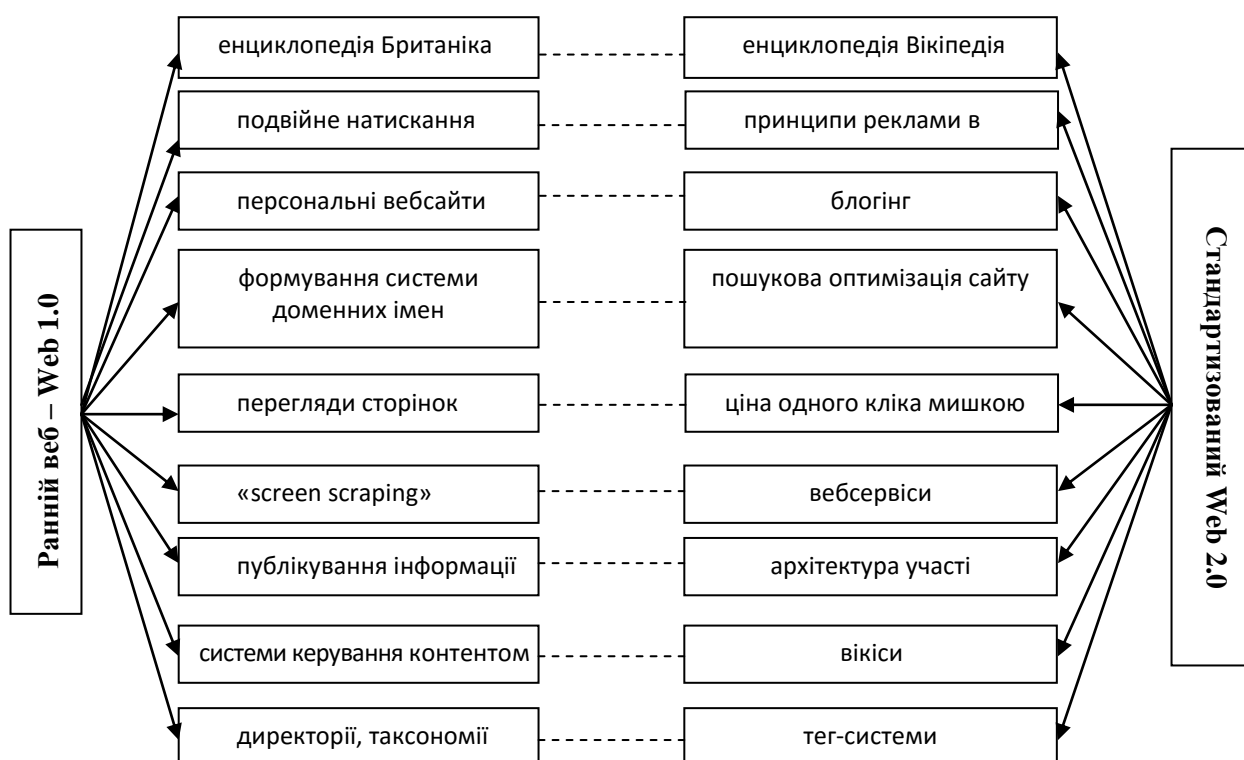 енциклопедія Британіка
енциклопедія Вікіпедія
подвійне натискання
принципи реклами в
персональні вебсайти
блогінг
формування системи
доменних імен
пошукова оптимізація сайту
перегляди сторінок
ціна одного кліка мишкою
«screen scraping»
вебсервіси
публікування інформації
архітектура участі
системи керування контентом
вікіси
директорії, таксономії
тег-системи
Ранній веб – Web 1.0
Стандартизований Web 2.0